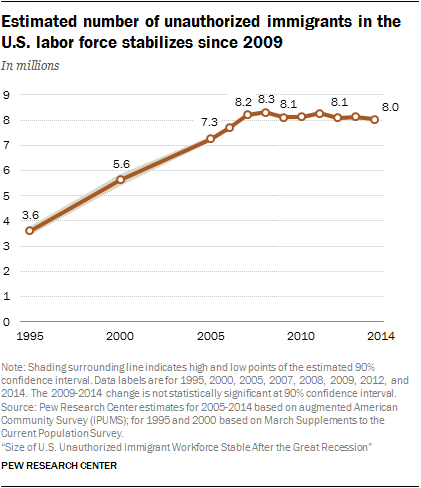 Estimated number of unauthorized immigrants in the
U.S. labor force stabilizes since 2009
In millions
9
8
7
6
5
4
3
2
1
0
3.6
5.6
7.3
8.2
8.3
8.1
8.1
8.0
1995
2000
2005
2010
2014
Note: Shading surrounding line indicates high and low points of the estimated 90%
confidence interval. Data labels are for 1995, 2000, 2005, 2007, 2008, 2009, 2012, and
2014. The 2009-2014 change is not statistically significant at 90% confidence interval.
Source: Pew Research Center estimates for 2005-2014 based on augmented American
Community Survey (IPUMS); for 1995 and 2000 based on March Supplements to the
Current Population Survey.
"Size of U.S. Unauthorized Immigrant Workforce Stable After the Great Recession"
PEW RESEARCH CENTER